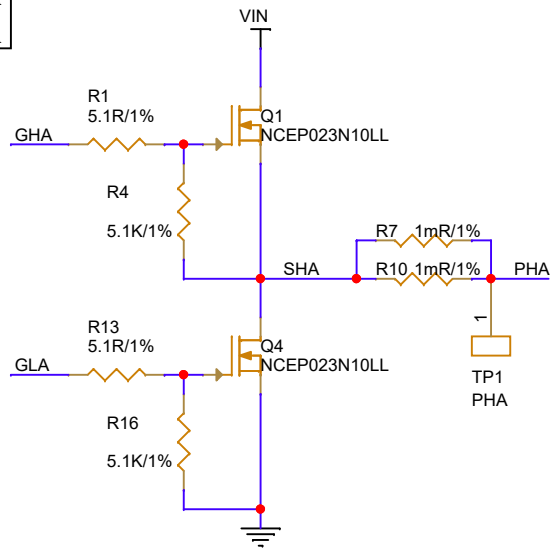 VIN
R1
5.1R/1%
GHA
Q1
NCEP023N10LL
R4
5.1K/1%
R7 1mR/1%
SHA
R10 1mR/1%
PHA
R13
5.1R/1%
GLA
Q4
NCEP023N10LL
1
TP1
PHA
R16
5.1K/1%